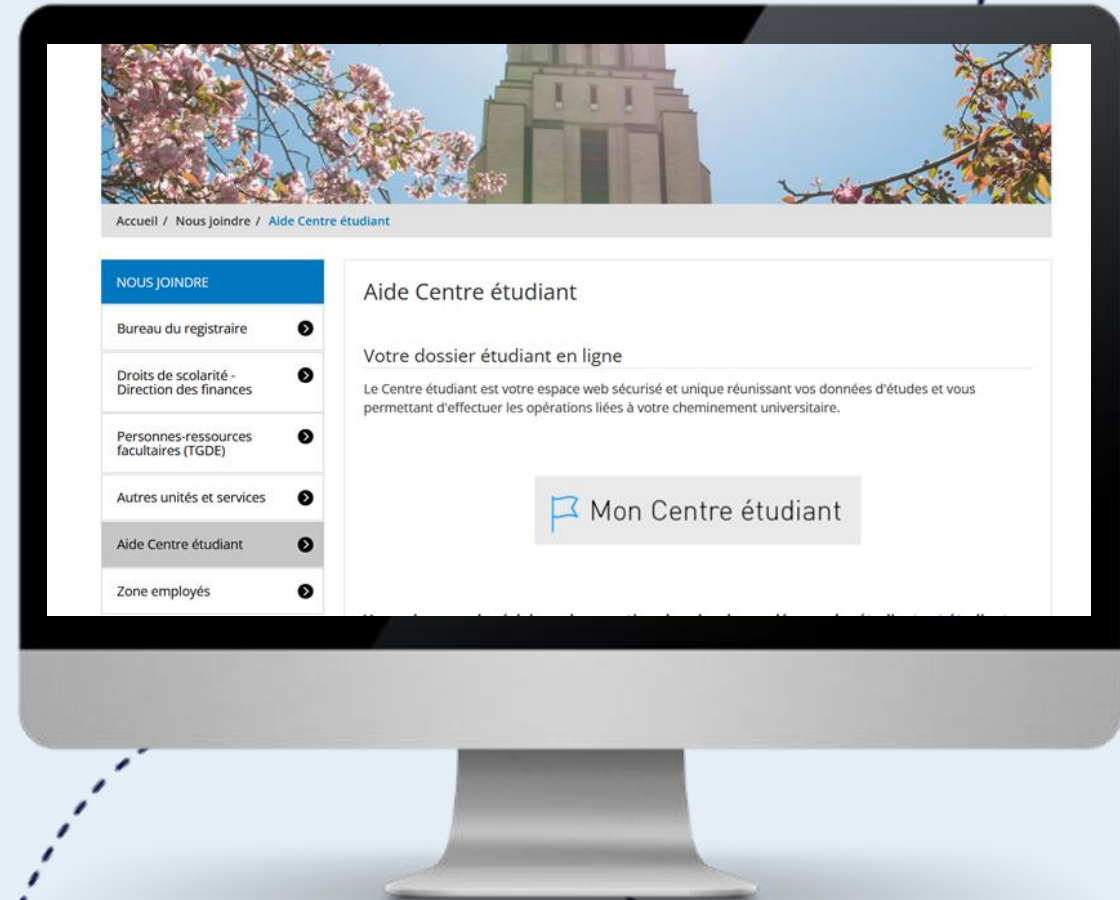 Accueil / Nous joindre / Aide Centre étudiant
NOUS JOINDRE
Bureau du registraire
Droits de scolarité -
Direction des finances
Personnes-ressources
facultaires (TGDE)
Autres unités et services
Aide Centre étudiant
Zone employés
Aide Centre étudiant
Votre dossier étudiant en ligne
Le Centre étudiant est votre espace web sécurisé et unique réunissant vos données d'études et vous
permettant d'effectuer les opérations liées à votre cheminement universitaire.
Mon Centre étudiant